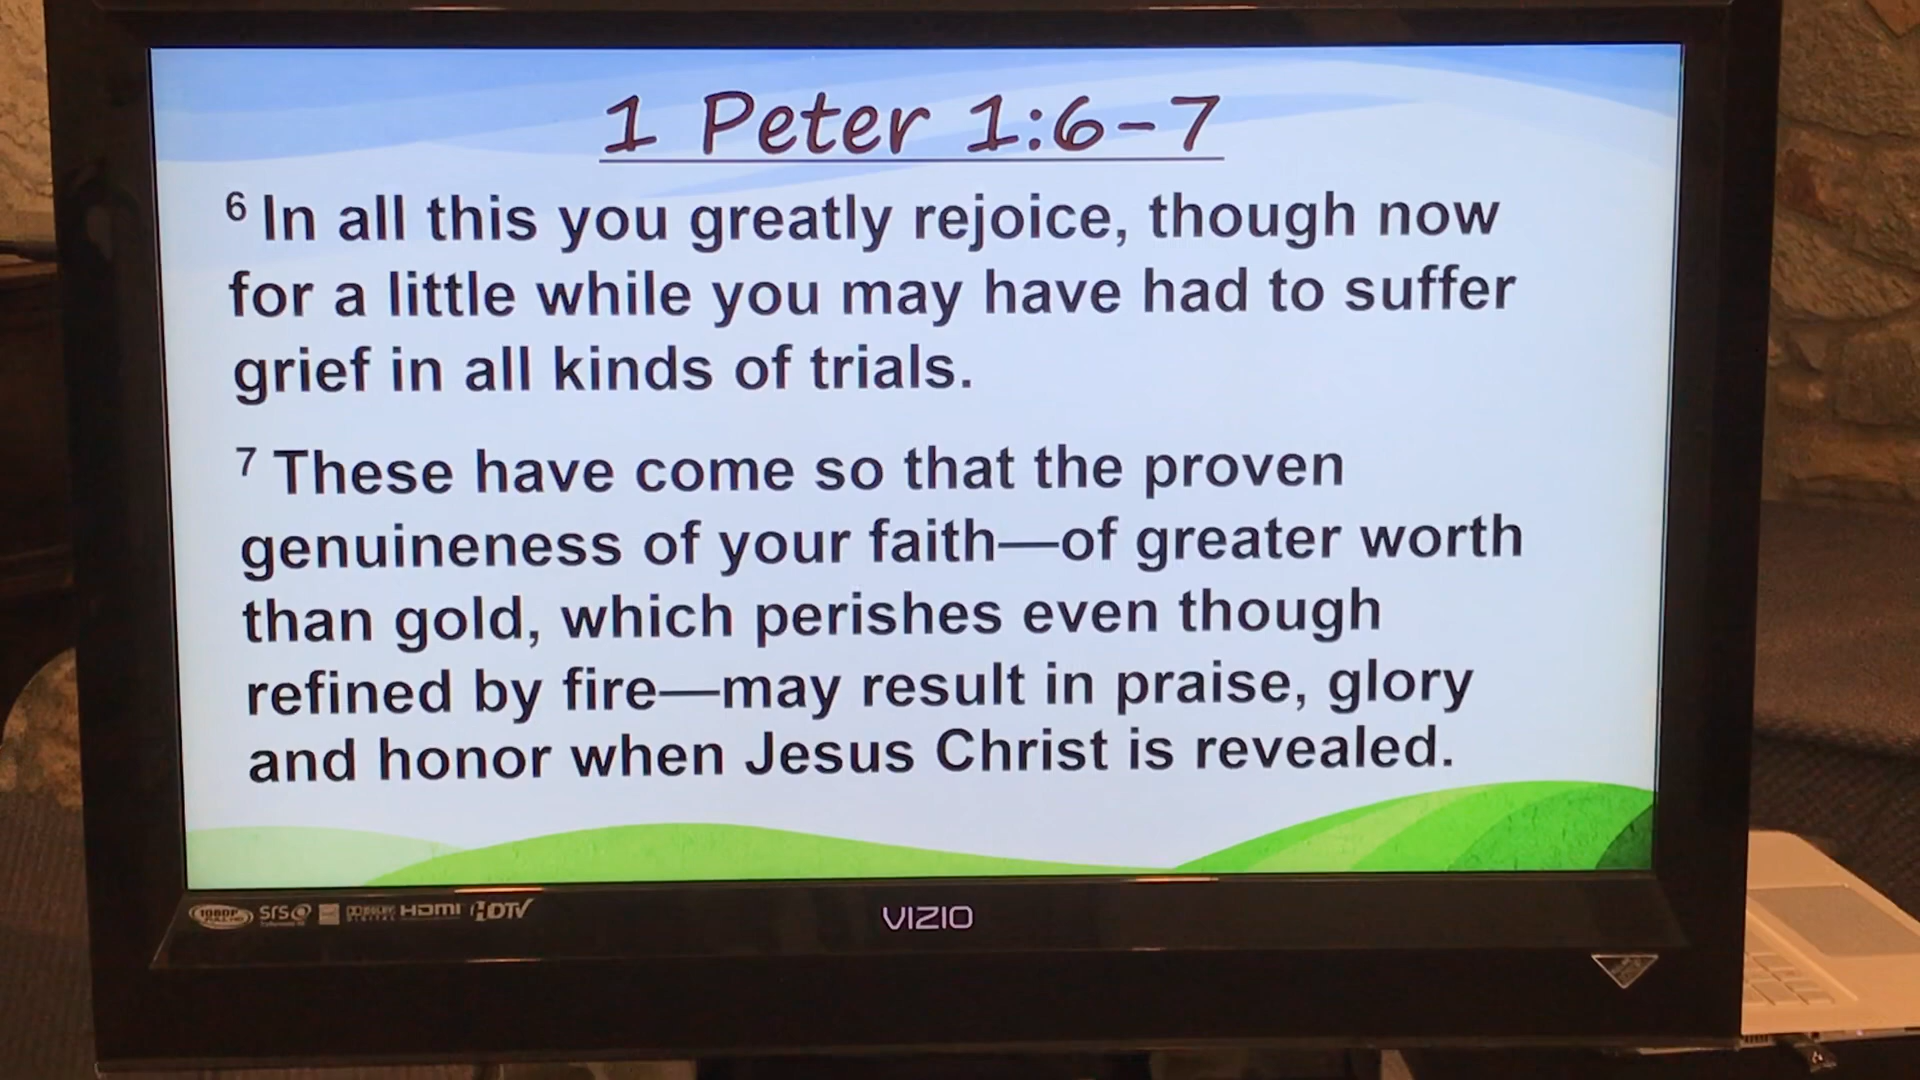 1 Peter 1:6-7
6 In all this you greatly rejoice, though now
for a little while you may have had to suffer
grief in all kinds of trials.
7 These have come so that the proven
genuineness of your faith—of greater worth
than gold, which perishes even though
refined by fire—may result in praise, glory
and honor when Jesus Christ is revealed.
1080P SRS DOLBY DIGITAL HDMI HDTV
VIZIO